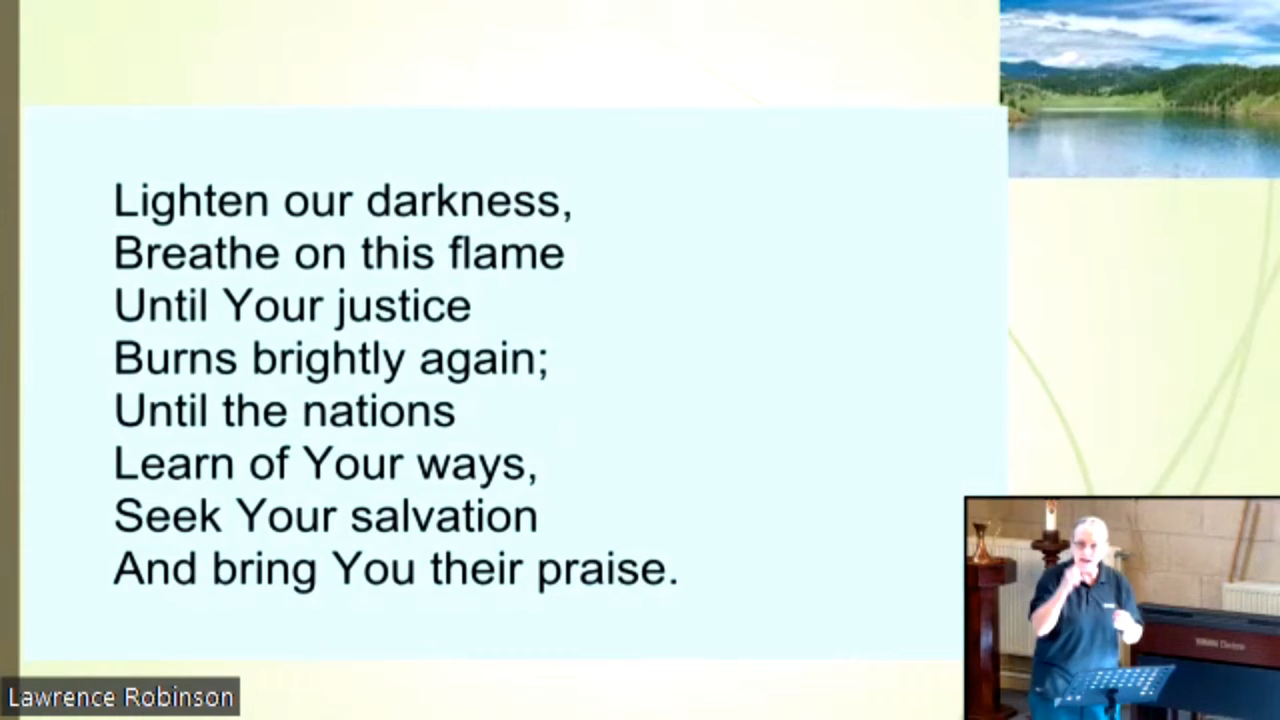 Lighten our darkness,
Breathe on this flame
Until Your justice
Burns brightly again;
Until the nations
Learn of Your ways,
Seek Your salvation
And bring You their praise.
YAMAHA
Lawrence Robinson